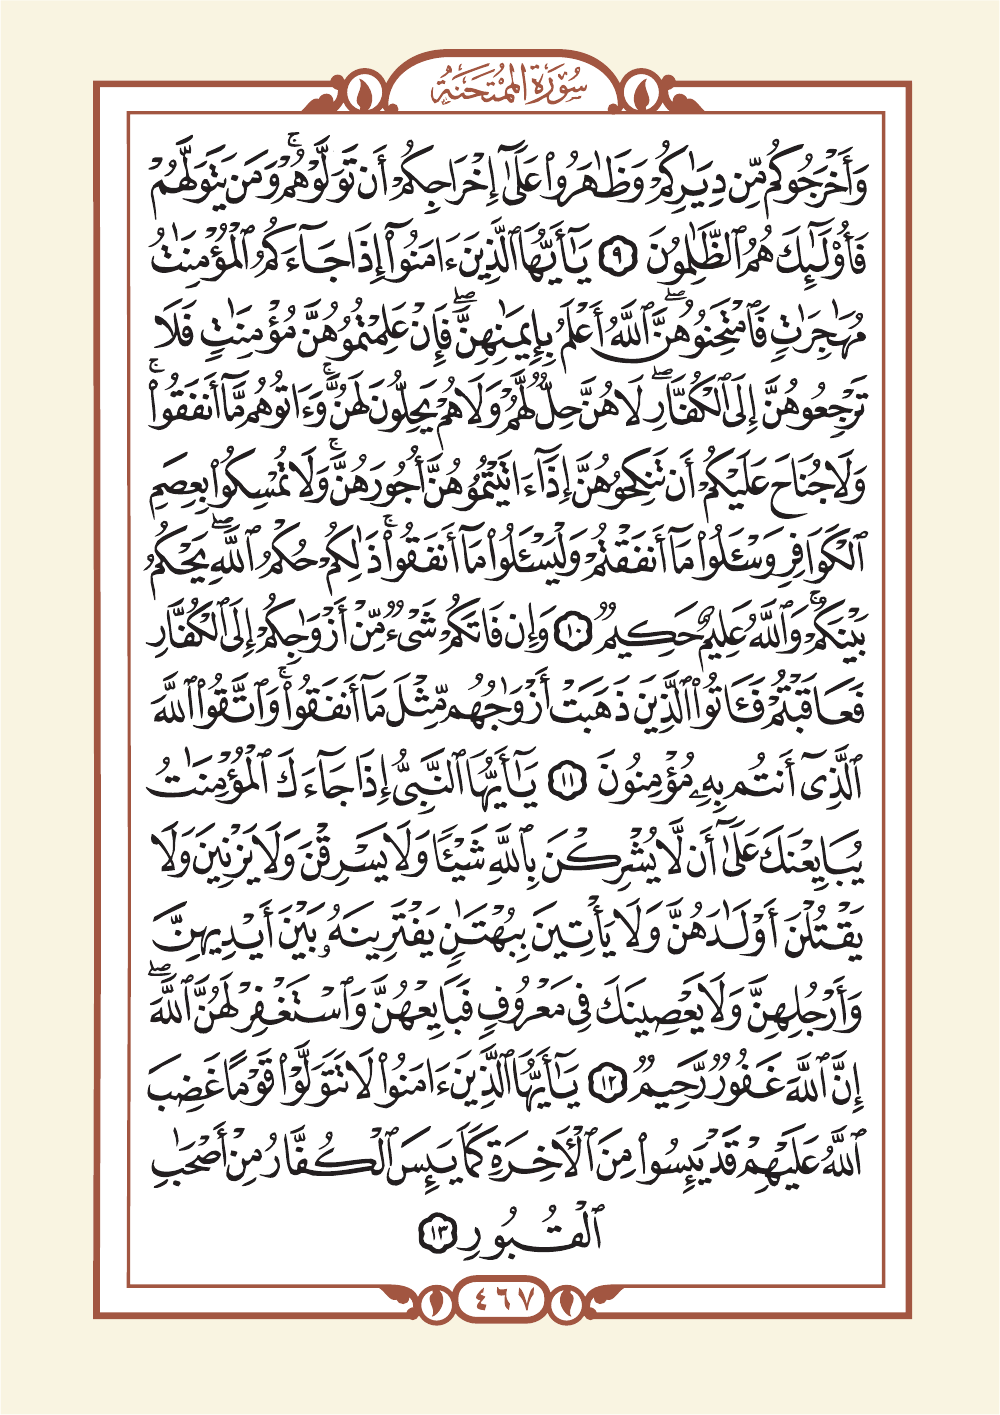 سُورَةُ الْمُمْتَحَنَةِ
وَأَخْرَجُوكُم مِّن دِيَـٰرِكُمْ وَظَـٰهَرُوا۟ عَلَىٰٓ إِخْرَاجِكُمْ أَن تَوَلَّوْهُمْ ۚ وَمَن يَتَوَلَّهُمْ
فَأُو۟لَـٰٓئِكَ هُمُ ٱلظَّـٰلِمُونَ ٩ يَـٰٓأَيُّهَا ٱلَّذِينَ ءَامَنُوٓا۟ إِذَا جَآءَكُمُ ٱلْمُؤْمِنَـٰتُ
مُهَـٰجِرَٰتٍ فَٱمْتَحِنُوهُنَّ ۖ ٱللَّهُ أَعْلَمُ بِإِيمَـٰنِهِنَّ ۖ فَإِنْ عَلِمْتُمُوهُنَّ مُؤْمِنَـٰتٍ فَلَا
تَرْجِعُوهُنَّ إِلَى ٱلْكُفَّارِ ۖ لَا هُنَّ حِلٌّ لَّهُمْ وَلَا هُمْ يَحِلُّونَ لَهُنَّ ۖ وَءَاتُوهُم مَّآ أَنفَقُوا۟ ۚ
وَلَا جُنَاحَ عَلَيْكُمْ أَن تَنكِحُوهُنَّ إِذَآ ءَاتَيْتُمُوهُنَّ أُجُورَهُنَّ ۚ وَلَا تُمْسِكُوا۟ بِعِصَمِ
ٱلْكَوَافِرِ وَسْـَٔلُوا۟ مَآ أَنفَقْتُمْ وَلْيَسْـَٔلُوا۟ مَآ أَنفَقُوا۟ ۚ ذَٰلِكُمْ حُكْمُ ٱللَّهِ ۖ يَحْكُمُ
بَيْنَكُمْ ۚ وَٱللَّهُ عَلِيمٌ حَكِيمٌ ١٠ وَإِن فَاتَكُمْ شَىْءٌ مِّنْ أَزْوَٰجِكُمْ إِلَى ٱلْكُفَّارِ
فَعَاقَبْتُمْ فَـَٔاتُوا۟ ٱلَّذِينَ ذَهَبَتْ أَزْوَٰجُهُم مِّثْلَ مَآ أَنفَقُوا۟ ۚ وَٱتَّقُوا۟ ٱللَّهَ
ٱلَّذِىٓ أَنتُم بِهِۦ مُؤْمِنُونَ ١١ يَـٰٓأَيُّهَا ٱلنَّبِىُّ إِذَا جَآءَكَ ٱلْمُؤْمِنَـٰتُ
يُبَايِعْنَكَ عَلَىٰٓ أَن لَّا يُشْرِكْنَ بِٱللَّهِ شَيْـًٔا وَلَا يَسْرِقْنَ وَلَا يَزْنِينَ وَلَا
يَقْتُلْنَ أَوْلَـٰدَهُنَّ وَلَا يَأْتِينَ بِبُهْتَـٰنٍ يَفْتَرِينَهُۥ بَيْنَ أَيْدِيهِنَّ
وَأَرْجُلِهِنَّ وَلَا يَعْصِينَكَ فِى مَعْرُوفٍ فَبَايِعْهُنَّ وَٱسْتَغْفِرْ لَهُنَّ ٱللَّهَ ۖ
إِنَّ ٱللَّهَ غَفُورٌ رَّحِيمٌ ١٢ يَـٰٓأَيُّهَا ٱلَّذِينَ ءَامَنُوا۟ لَا تَتَوَلَّوْا۟ قَوْمًا غَضِبَ
ٱللَّهُ عَلَيْهِمْ قَدْ يَئِسُوا۟ مِنَ ٱلْـَٔاخِرَةِ كَمَا يَئِسَ ٱلْكُفَّارُ مِنْ أَصْحَـٰبِ
ٱلْقُبُورِ ١٣
٤٦٧